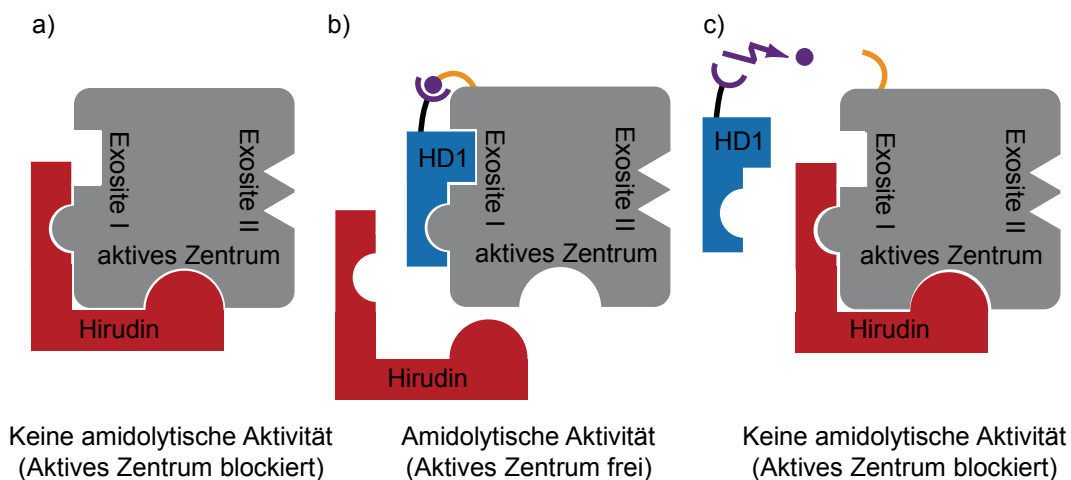 a)
Exosite I
Exosite II
aktives Zentrum
Hirudin
Keine amidolytische Aktivität
(Aktives Zentrum blockiert)
b)
HD1
Exosite I
Exosite II
aktives Zentrum
Hirudin
Amidolytische Aktivität
(Aktives Zentrum frei)
c)
HD1
Exosite I
Exosite II
aktives Zentrum
Hirudin
Keine amidolytische Aktivität
(Aktives Zentrum blockiert)